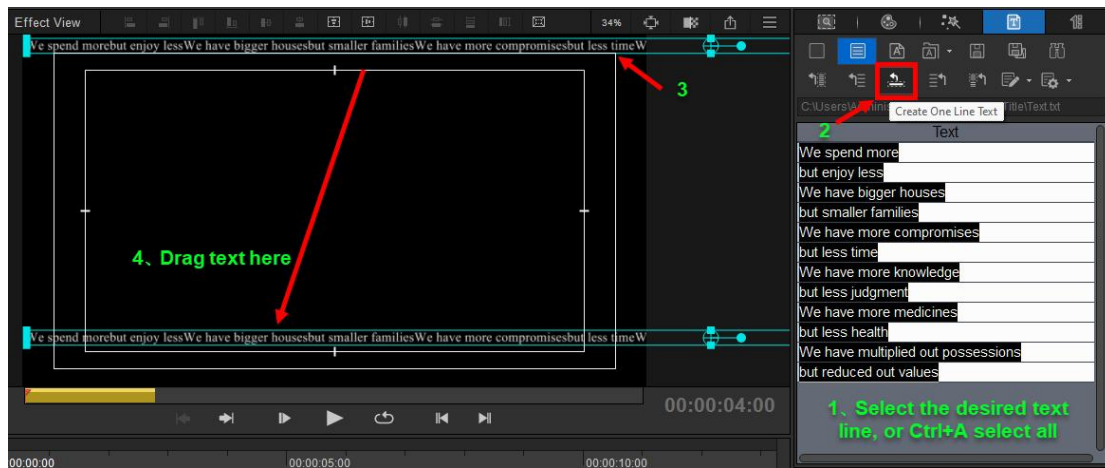 Effect View
34%
We spend morebut enjoy lessWe have bigger housesbut smaller familiesWe have more compromisesbut less timeW
3
4、Drag text here
We spend morebut enjoy lessWe have bigger housesbut smaller familiesWe have more compromisesbut less timeW
00:00:04:00
00:00:00
00:00:05:00
00:00:10:00
C:\Users\
Title\Text.txt
Create One Line Text
2
Text
We spend more
but enjoy less
We have bigger houses
but smaller families
We have more compromises
but less time
We have more knowledge
but less judgment
We have more medicines
but less health
We have multiplied out possessions
but reduced out values
1、Select the desired text
line, or Ctrl+A select all